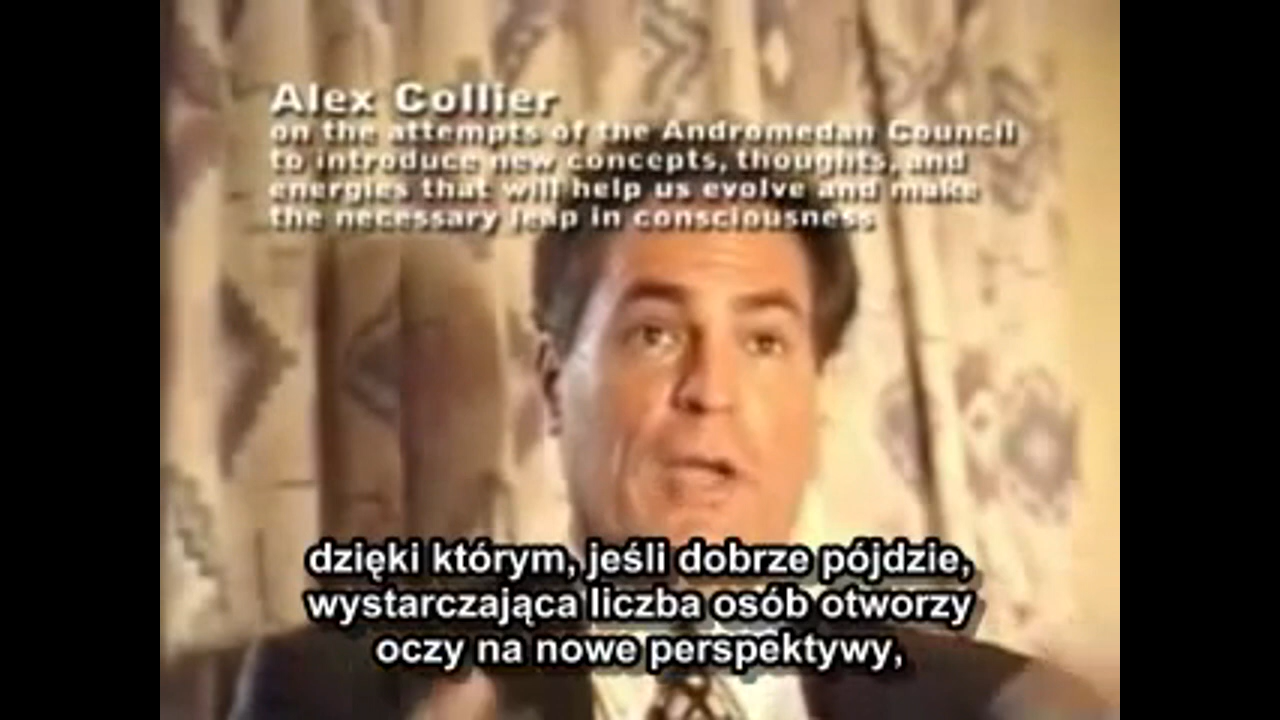 Alex Collier
on the attempts of the Andromedan Council
to introduce new concepts, thoughts, and
energies that will help us evolve and make
the necessary leap in consciousness
dzięki którym, jeśli dobrze pójdzie,
wystarczająca liczba osób otworzy
oczy na nowe perspektywy,